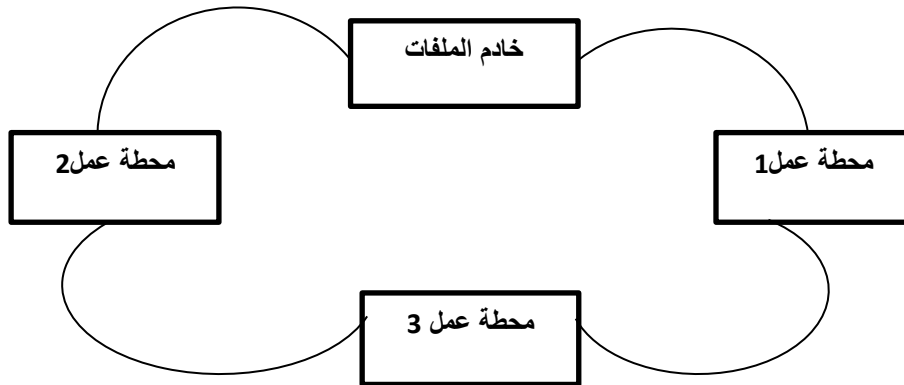 خادم الملفات
محطة عمل1
محطة عمل2
محطة عمل 3